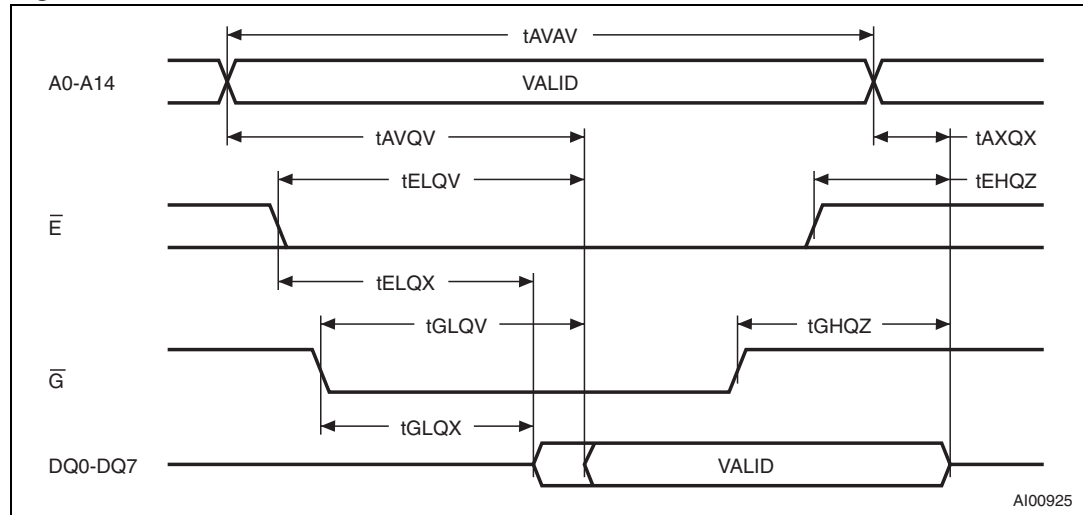 tAVAV
A0-A14
VALID
tAVQV
tAXQX
tELQV
tEHQZ
E̅
tELQX
tGLQV
tGHQZ
G̅
tGLQX
DQ0-DQ7
VALID
AI00925